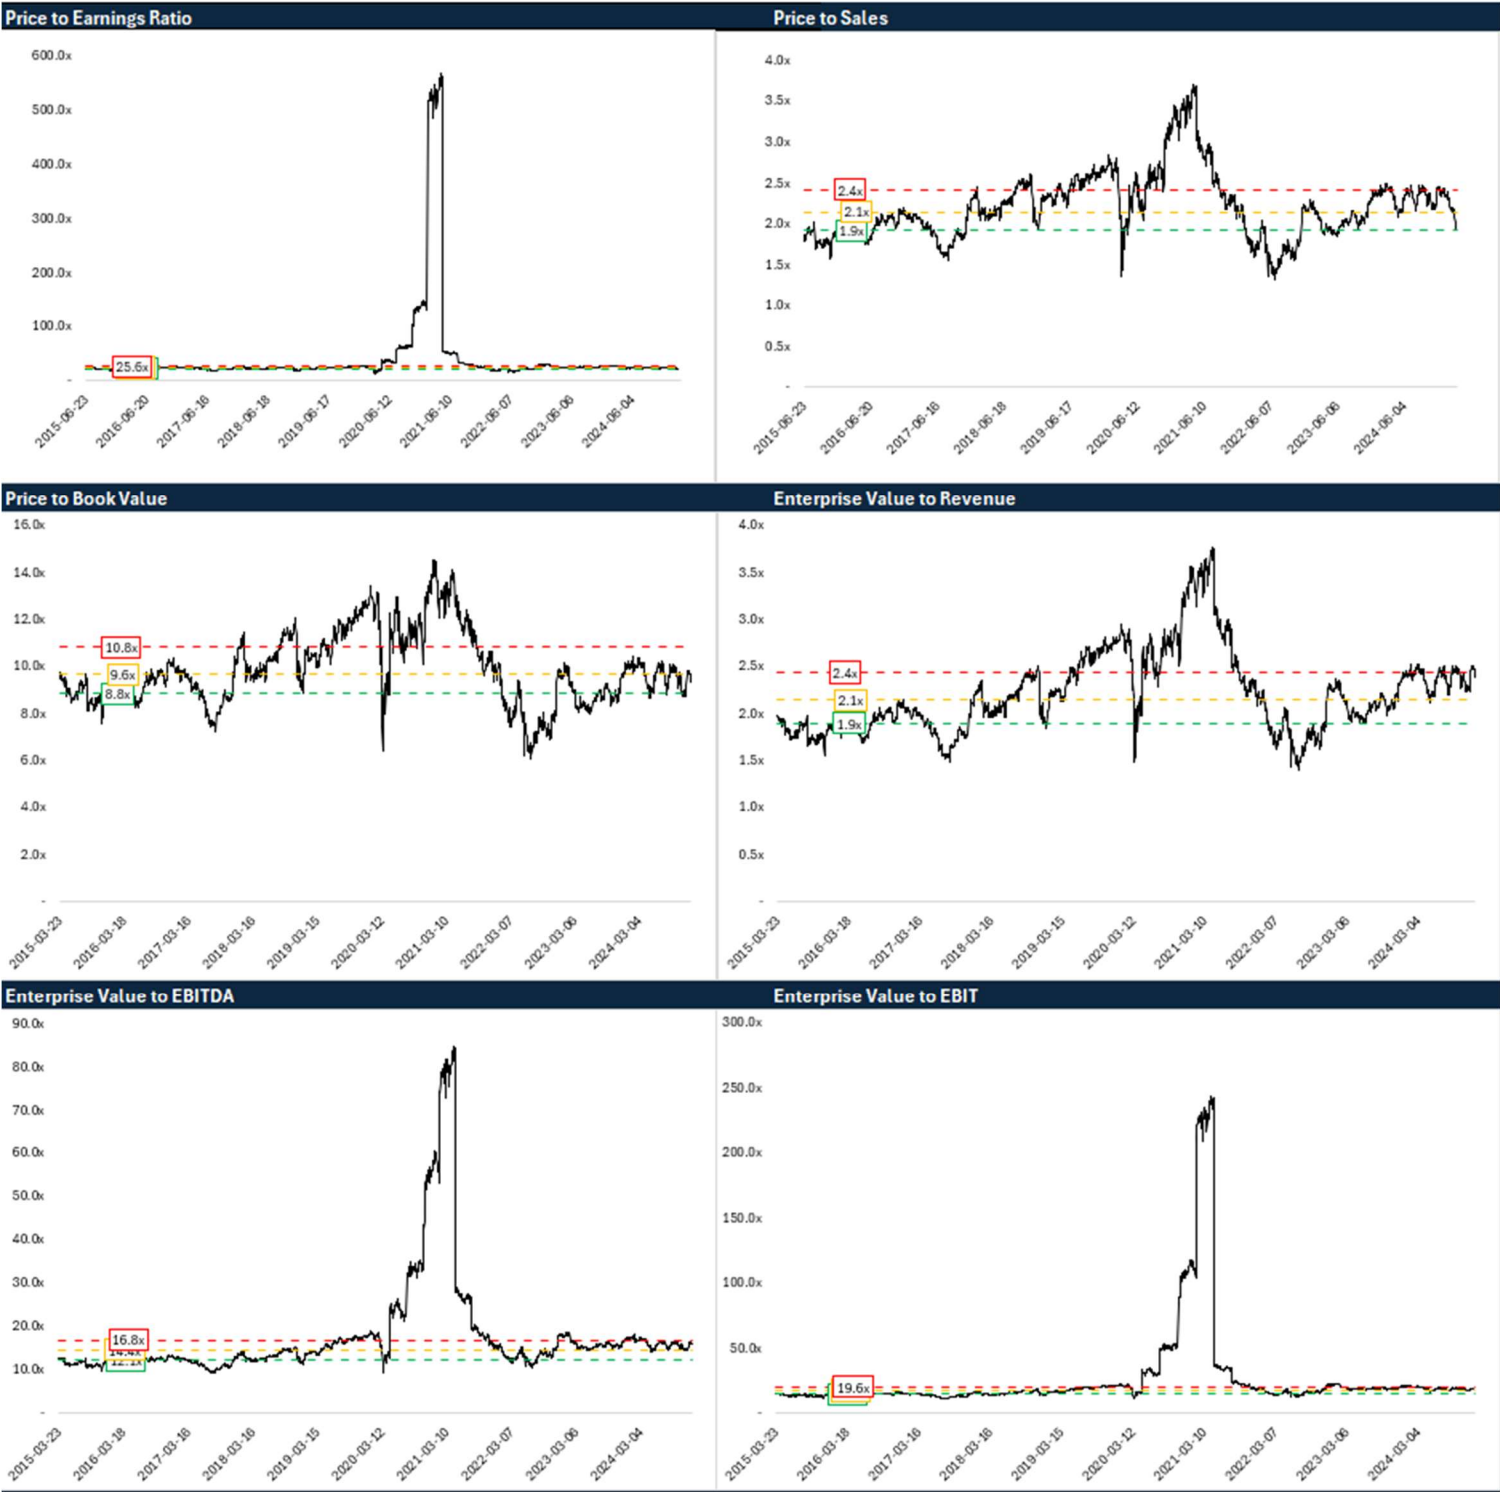 Price to Earnings Ratio
600.0x
500.0x
400.0x
300.0x
200.0x
100.0x
-
25.6x
2015-06-23
2016-06-20
2017-06-16
2018-06-18
2019-06-17
2020-06-12
2021-06-10
2022-06-07
2023-06-06
2024-06-04
Price to Sales
4.0x
3.5x
3.0x
2.5x
2.0x
1.5x
1.0x
0.5x
-
2.4x
2.1x
1.9x
2015-06-23
2016-06-20
2017-06-16
2018-06-18
2019-06-17
2020-06-12
2021-06-10
2022-06-07
2023-06-06
2024-06-04
Price to Book Value
16.0x
14.0x
12.0x
10.0x
8.0x
6.0x
4.0x
2.0x
-
10.8x
9.6x
8.8x
2015-03-23
2016-03-18
2017-03-16
2018-03-16
2019-03-15
2020-03-12
2021-03-10
2022-03-07
2023-03-06
2024-03-04
Enterprise Value to Revenue
4.0x
3.5x
3.0x
2.5x
2.0x
1.5x
1.0x
0.5x
-
2.4x
2.1x
1.9x
2015-03-23
2016-03-18
2017-03-16
2018-03-16
2019-03-15
2020-03-12
2021-03-10
2022-03-07
2023-03-06
2024-03-04
Enterprise Value to EBITDA
90.0x
80.0x
70.0x
60.0x
50.0x
40.0x
30.0x
20.0x
10.0x
-
16.8x
14.4x
12.1x
2015-03-23
2016-03-18
2017-03-16
2018-03-16
2019-03-15
2020-03-12
2021-03-10
2022-03-07
2023-03-06
2024-03-04
Enterprise Value to EBIT
300.0x
250.0x
200.0x
150.0x
100.0x
50.0x
-
19.6x
2015-03-23
2016-03-18
2017-03-16
2018-03-16
2019-03-15
2020-03-12
2021-03-10
2022-03-07
2023-03-06
2024-03-04